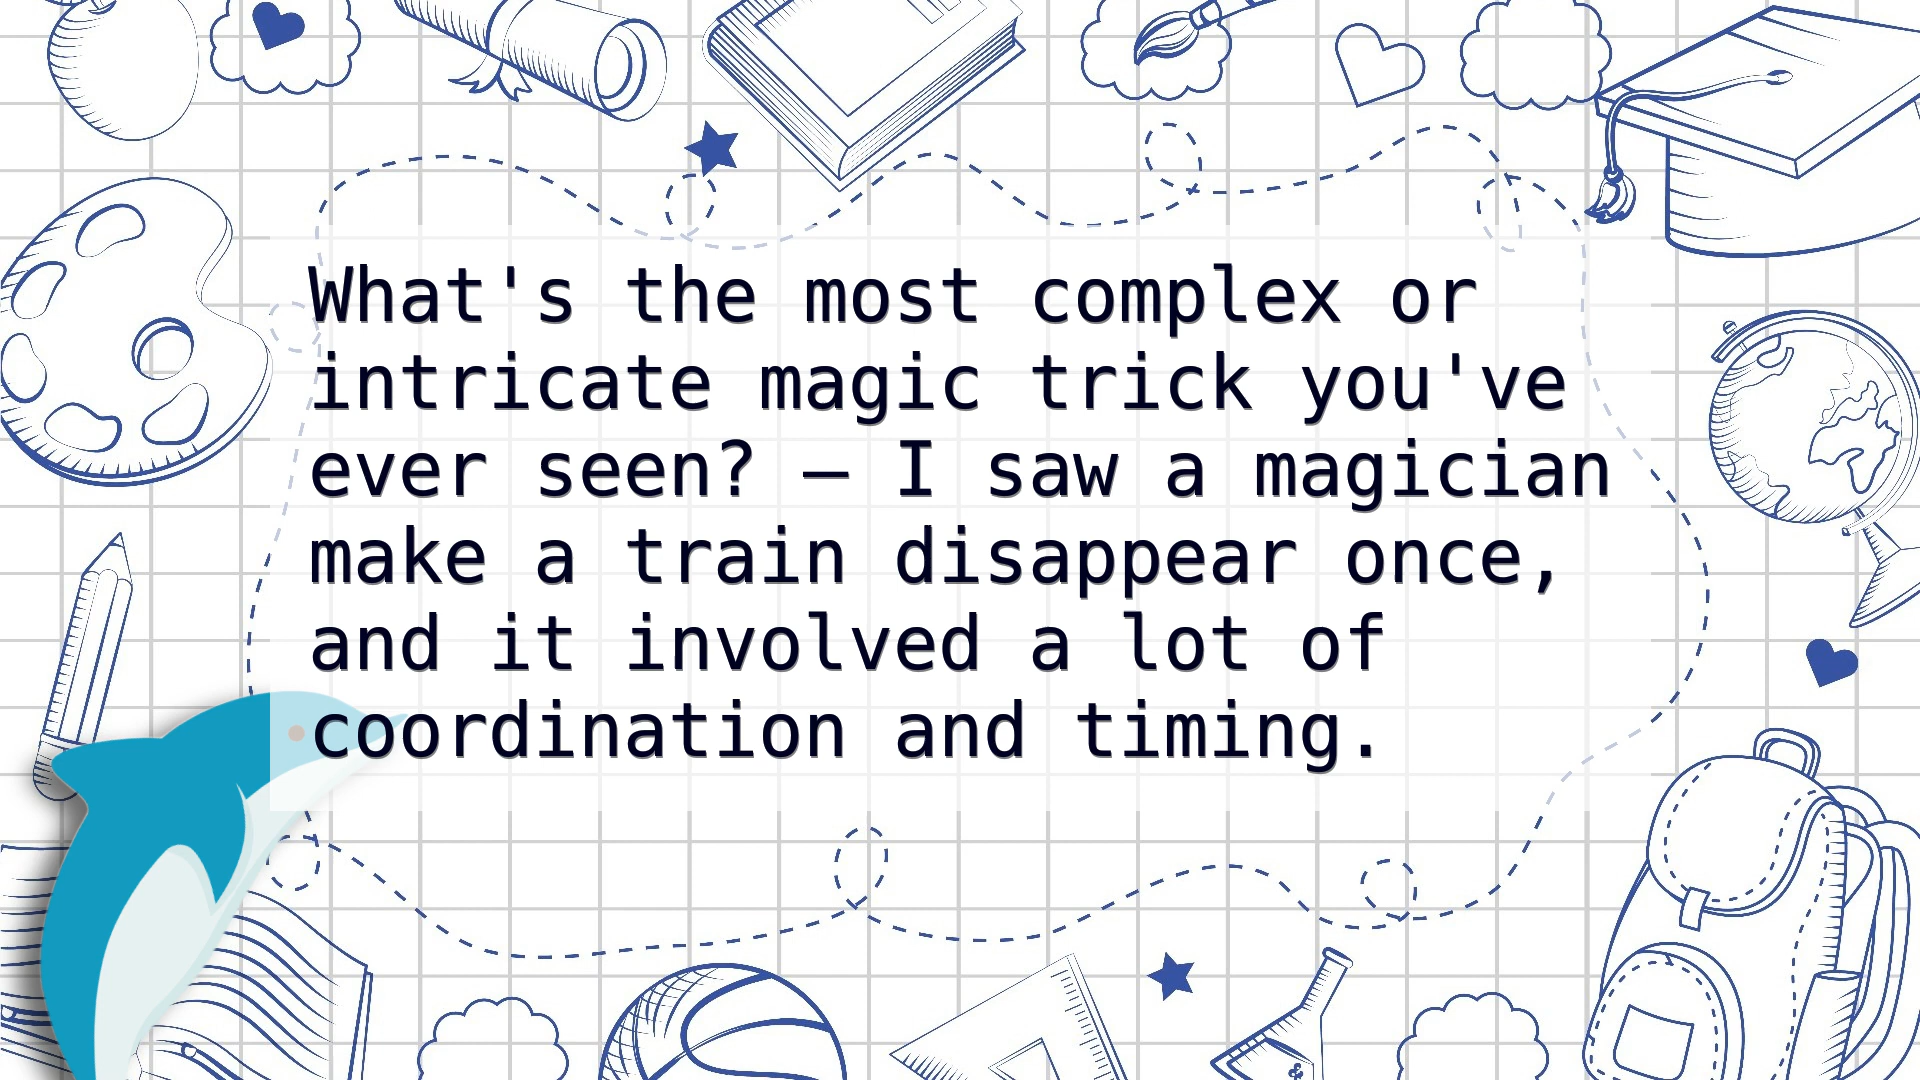 What's the most complex or
intricate magic trick you've
ever seen? – I saw a magician
make a train disappear once,
and it involved a lot of
coordination and timing.